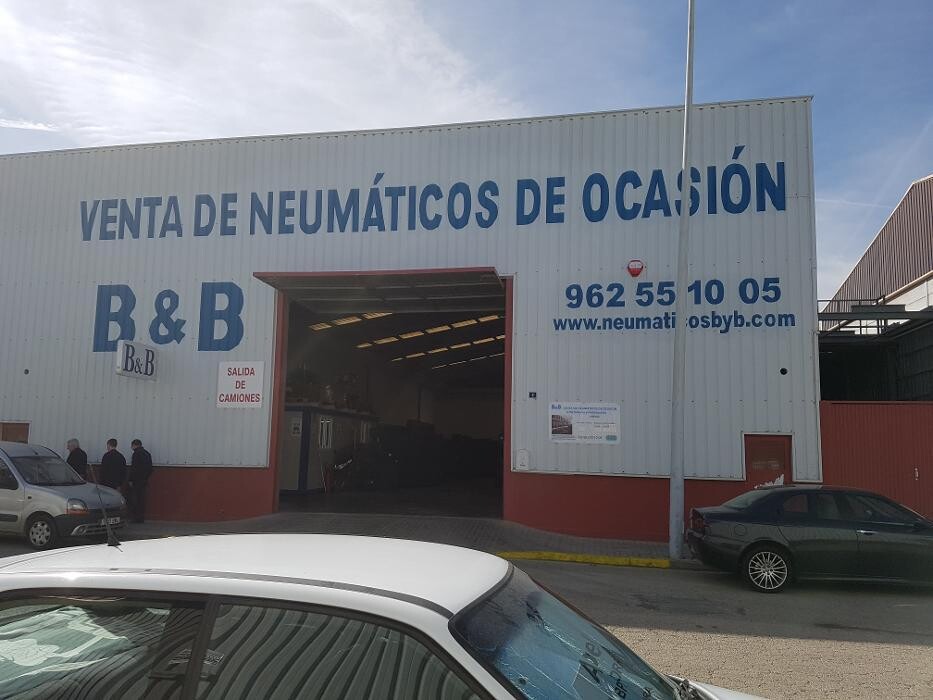 VENTA DE NEUMÁTICOS DE OCASIÓN
B & B
962 55 10 05
www.neumaticosbyb.com
B&B
SALIDA
DE
CAMIONES
B&B